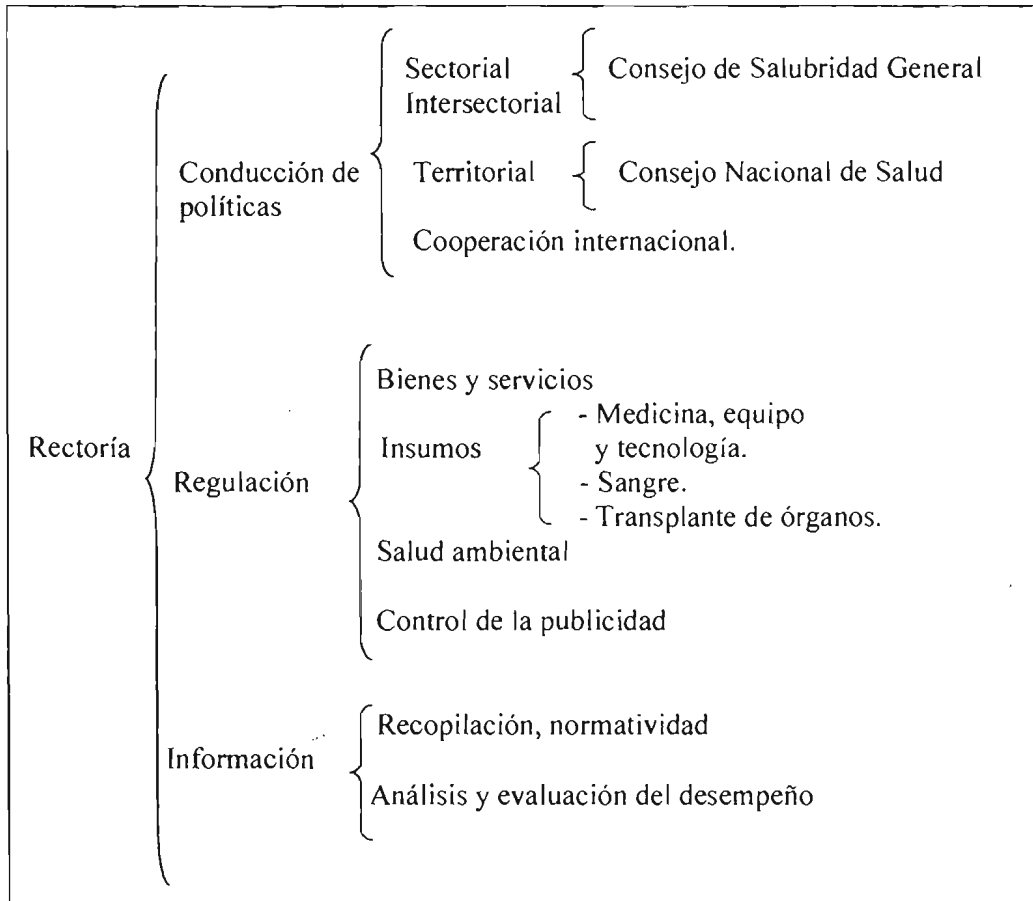 Sectorial
Intersectorial
Consejo de Salubridad General
Conducción de
políticas
Territorial
Consejo Nacional de Salud
Cooperación internacional.
Rectoría
Regulación
Bienes y servicios
Insumos
- Medicina, equipo
y tecnología.
- Sangre.
- Transplante de órganos.
Salud ambiental
Control de la publicidad
Información
Recopilación, normatividad
Análisis y evaluación del desempeño